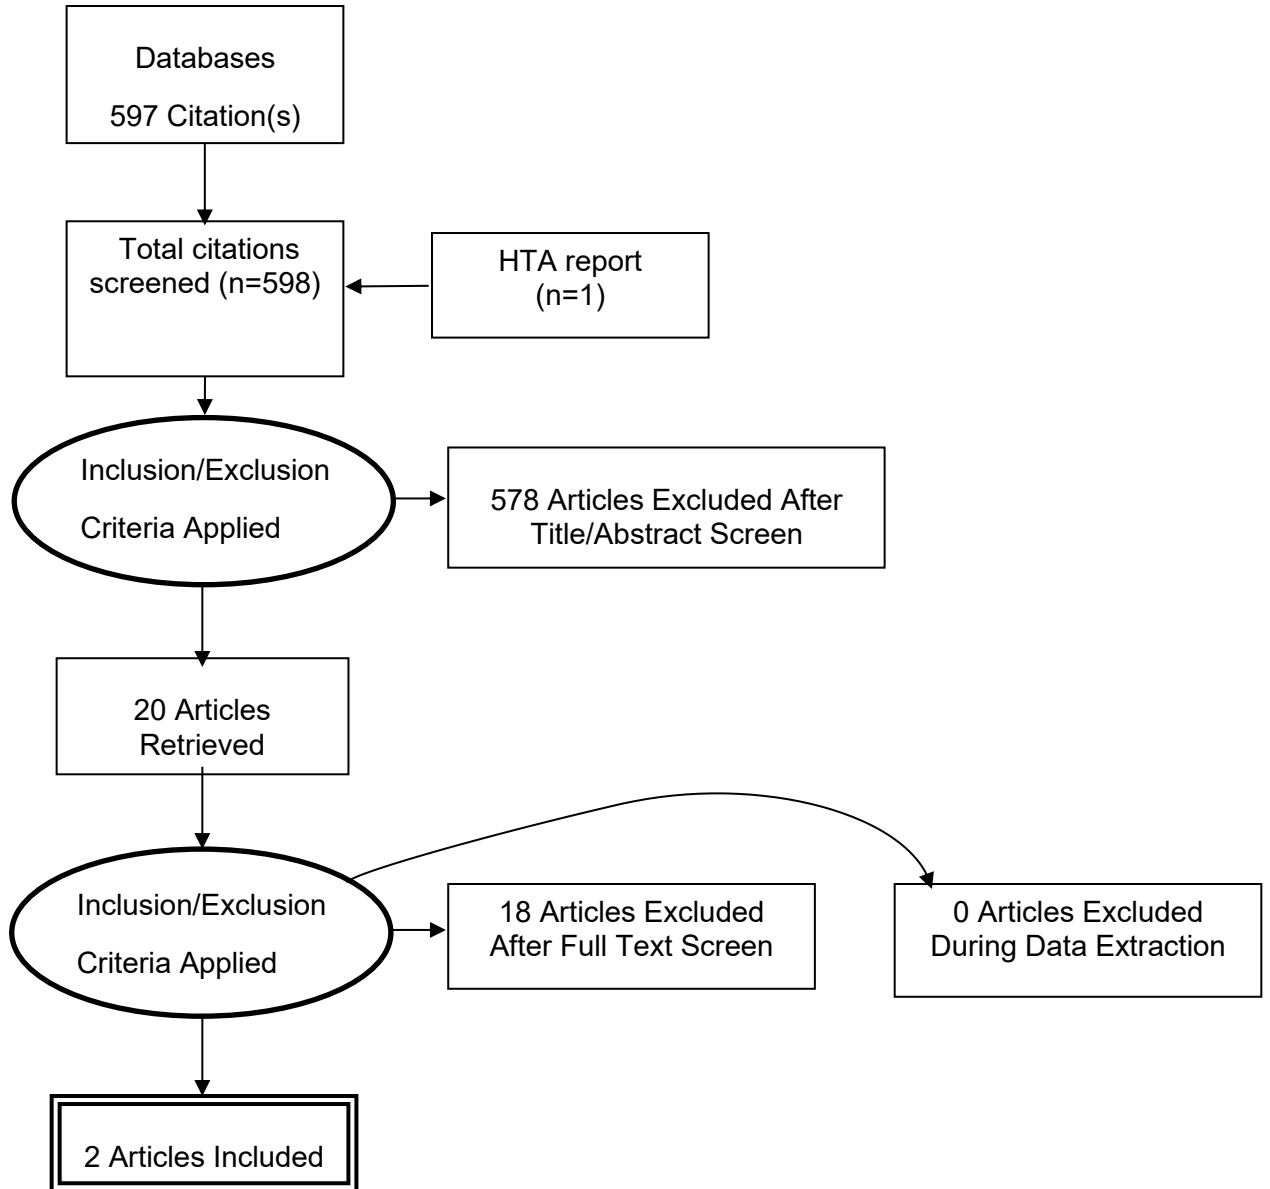 Databases
597 Citation(s)
Total citations
screened (n=598)
HTA report
(n=1)
Inclusion/Exclusion
Criteria Applied
578 Articles Excluded After
Title/Abstract Screen
20 Articles
Retrieved
Inclusion/Exclusion
Criteria Applied
18 Articles Excluded
After Full Text Screen
0 Articles Excluded
During Data Extraction
2 Articles Included